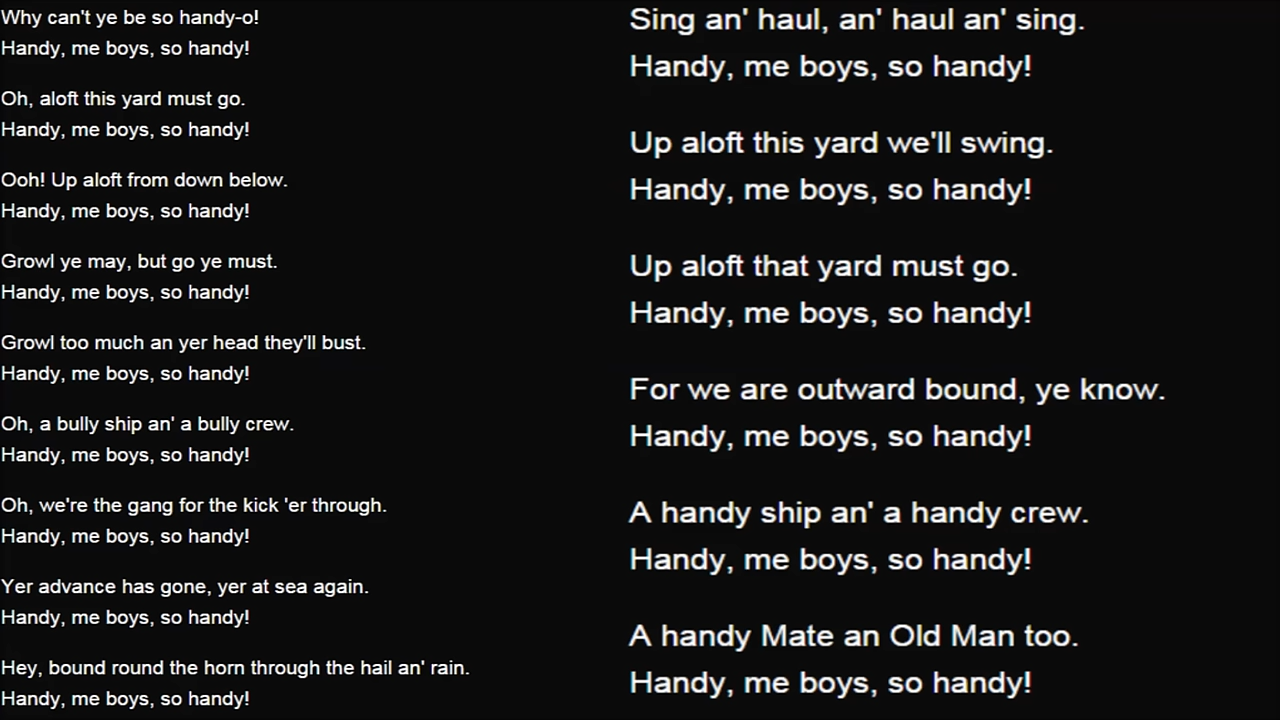 Why can't ye be so handy-o!
Handy, me boys, so handy!
Oh, aloft this yard must go.
Handy, me boys, so handy!
Ooh! Up aloft from down below.
Handy, me boys, so handy!
Growl ye may, but go ye must.
Handy, me boys, so handy!
Growl too much an yer head they'll bust.
Handy, me boys, so handy!
Oh, a bully ship an' a bully crew.
Handy, me boys, so handy!
Oh, we're the gang for the kick 'er through.
Handy, me boys, so handy!
Yer advance has gone, yer at sea again.
Handy, me boys, so handy!
Hey, bound round the horn through the hail an' rain.
Handy, me boys, so handy!
Sing an' haul, an' haul an' sing.
Handy, me boys, so handy!
Up aloft this yard we'll swing.
Handy, me boys, so handy!
Up aloft that yard must go.
Handy, me boys, so handy!
For we are outward bound, ye know.
Handy, me boys, so handy!
A handy ship an' a handy crew.
Handy, me boys, so handy!
A handy Mate an Old Man too.
Handy, me boys, so handy!